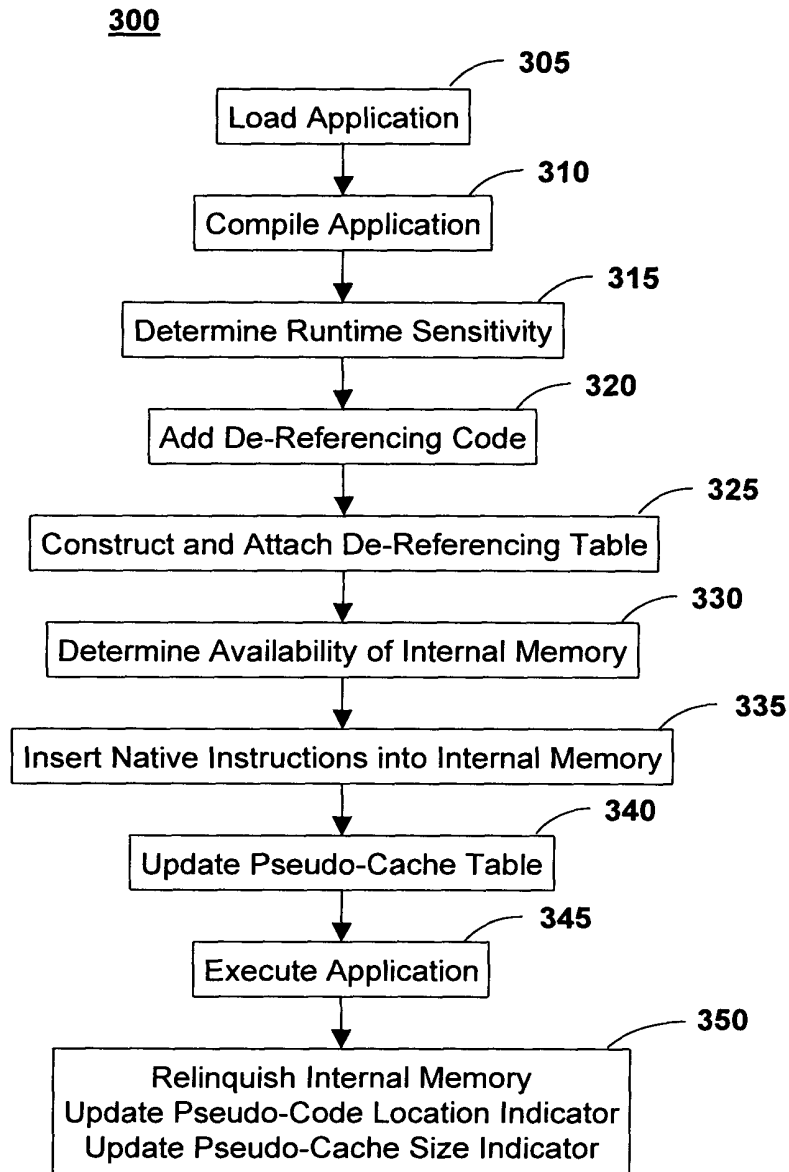 300
305
Load Application
310
Compile Application
315
Determine Runtime Sensitivity
320
Add De-Referencing Code
325
Construct and Attach De-Referencing Table
330
Determine Availability of Internal Memory
335
Insert Native Instructions into Internal Memory
340
Update Pseudo-Cache Table
345
Execute Application
350
Relinquish Internal Memory
Update Pseudo-Code Location Indicator
Update Pseudo-Cache Size Indicator